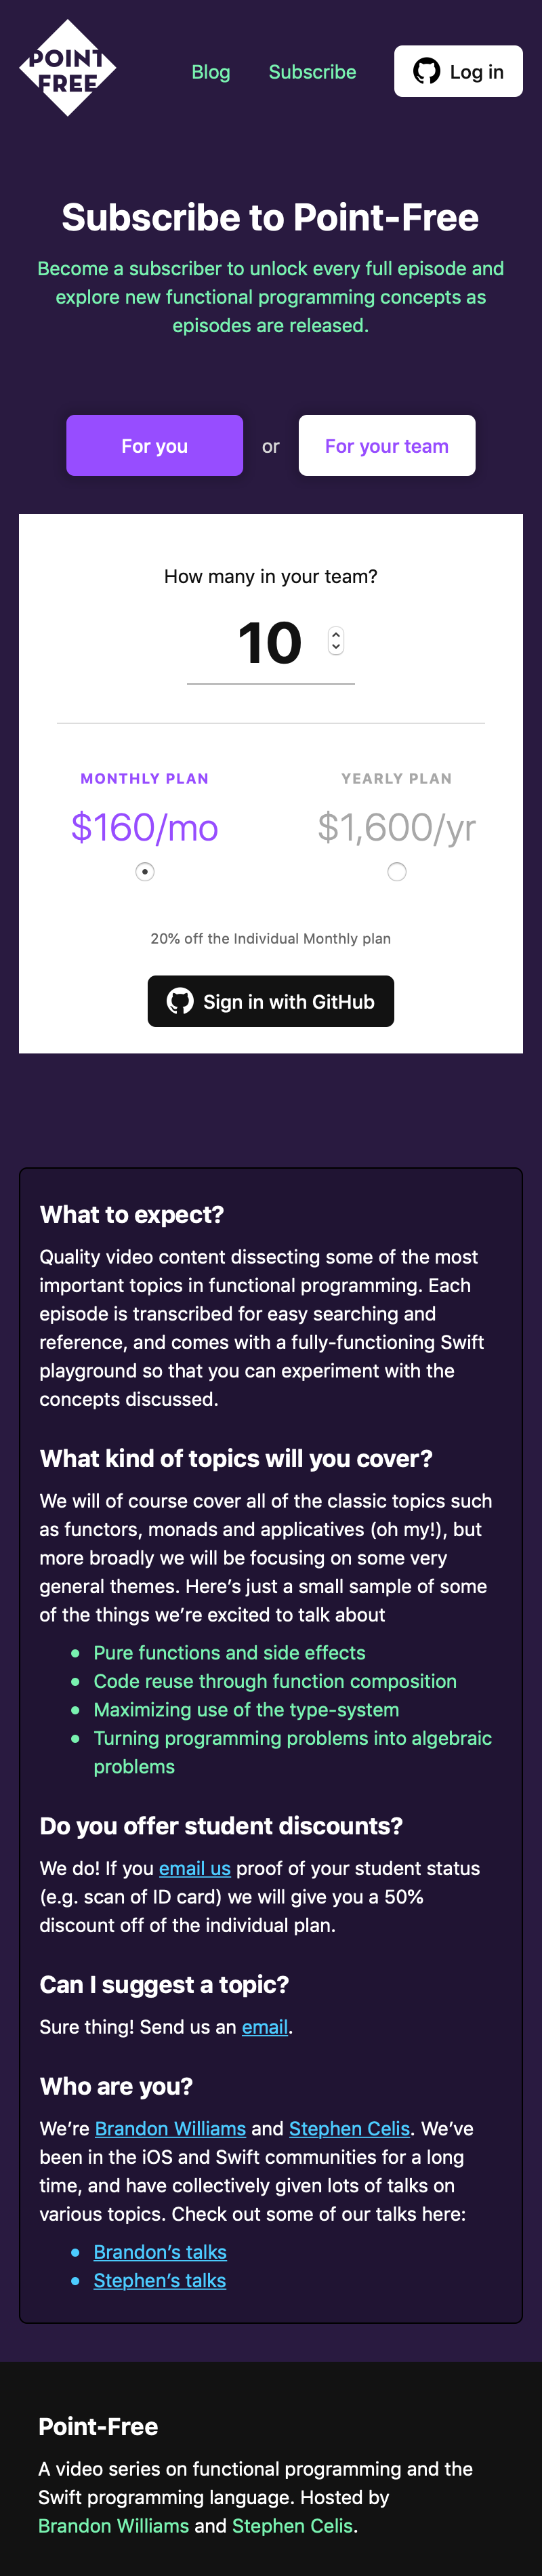 POINT
FREE
Blog
Subscribe
Log in
Subscribe to Point-Free
Become a subscriber to unlock every full episode and
explore new functional programming concepts as
episodes are released.
For you
or
For your team
How many in your team?
10
MONTHLY PLAN
$160/mo
YEARLY PLAN
$1,600/yr
20% off the Individual Monthly plan
Sign in with GitHub
What to expect?
Quality video content dissecting some of the most
important topics in functional programming. Each
episode is transcribed for easy searching and
reference, and comes with a fully-functioning Swift
playground so that you can experiment with the
concepts discussed.
What kind of topics will you cover?
We will of course cover all of the classic topics such
as functors, monads and applicatives (oh my!), but
more broadly we will be focusing on some very
general themes. Here’s just a small sample of some
of the things we’re excited to talk about
Pure functions and side effects
Code reuse through function composition
Maximizing use of the type-system
Turning programming problems into algebraic
problems
Do you offer student discounts?
We do! If you email us proof of your student status
(e.g. scan of ID card) we will give you a 50%
discount off of the individual plan.
Can I suggest a topic?
Sure thing! Send us an email.
Who are you?
We’re Brandon Williams and Stephen Celis. We’ve
been in the iOS and Swift communities for a long
time, and have collectively given lots of talks on
various topics. Check out some of our talks here:
Brandon’s talks
Stephen’s talks
Point-Free
A video series on functional programming and the
Swift programming language. Hosted by
Brandon Williams and Stephen Celis.